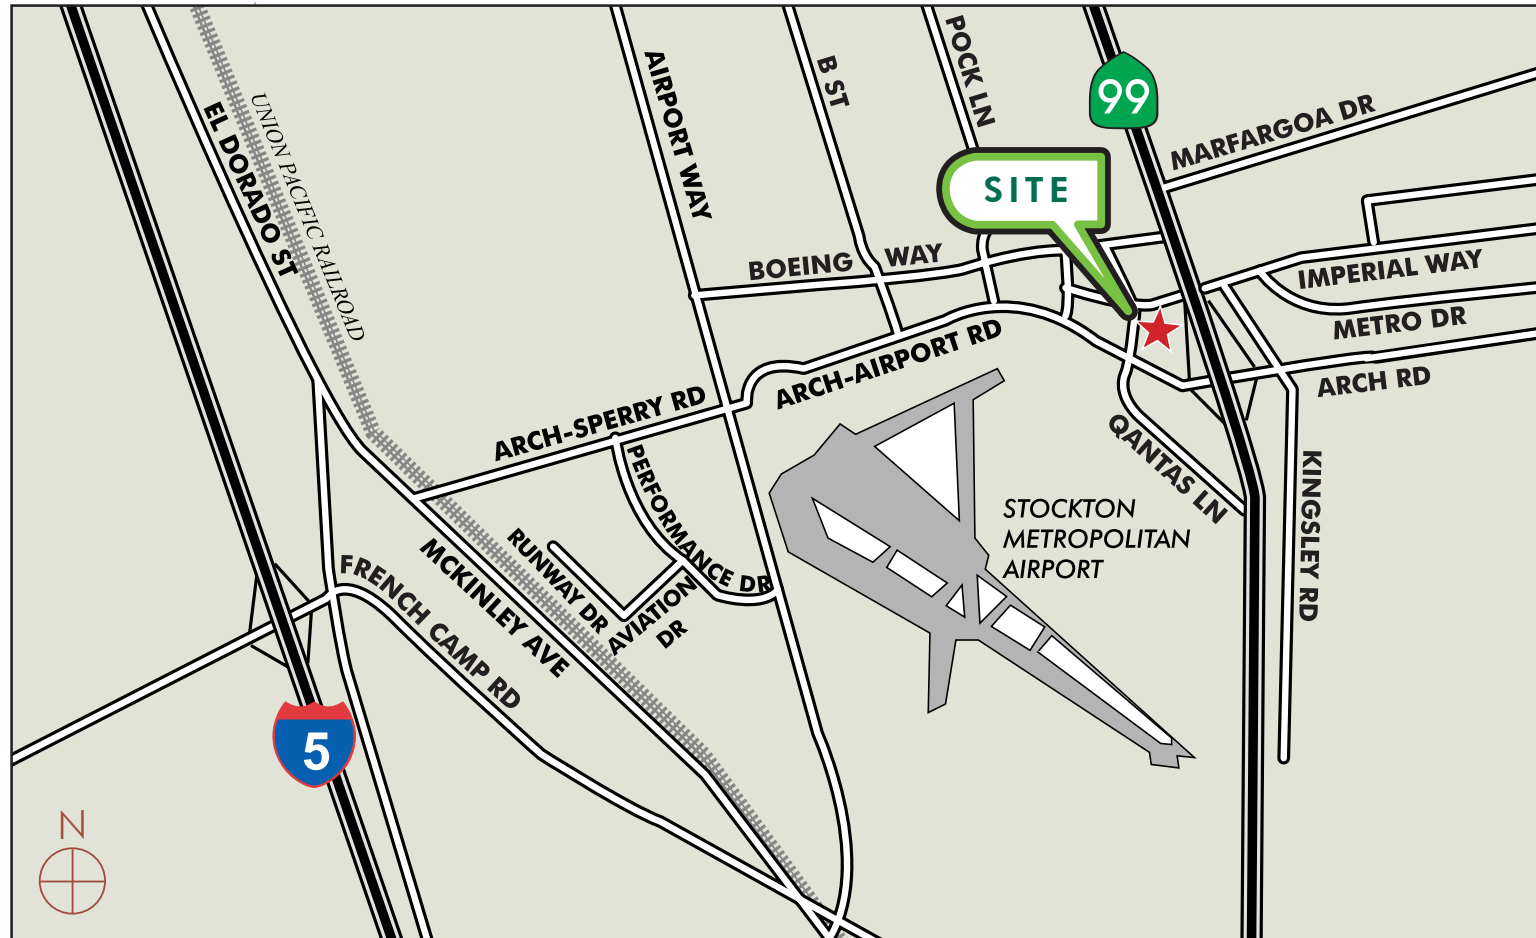 EL DORADO ST
UNION PACIFIC RAILROAD
AIRPORT WAY
B ST
POCK LN
99
MARFARGOA DR
SITE
BOEING WAY
IMPERIAL WAY
METRO DR
ARCH RD
ARCH-AIRPORT RD
ARCH-SPERRY RD
QANTAS LN
KINGSLEY RD
PERFORMANCE DR
RUNWAY DR
AVIATION
DR
STOCKTON
METROPOLITAN
AIRPORT
MCKINLEY AVE
FRENCH CAMP RD
5
N